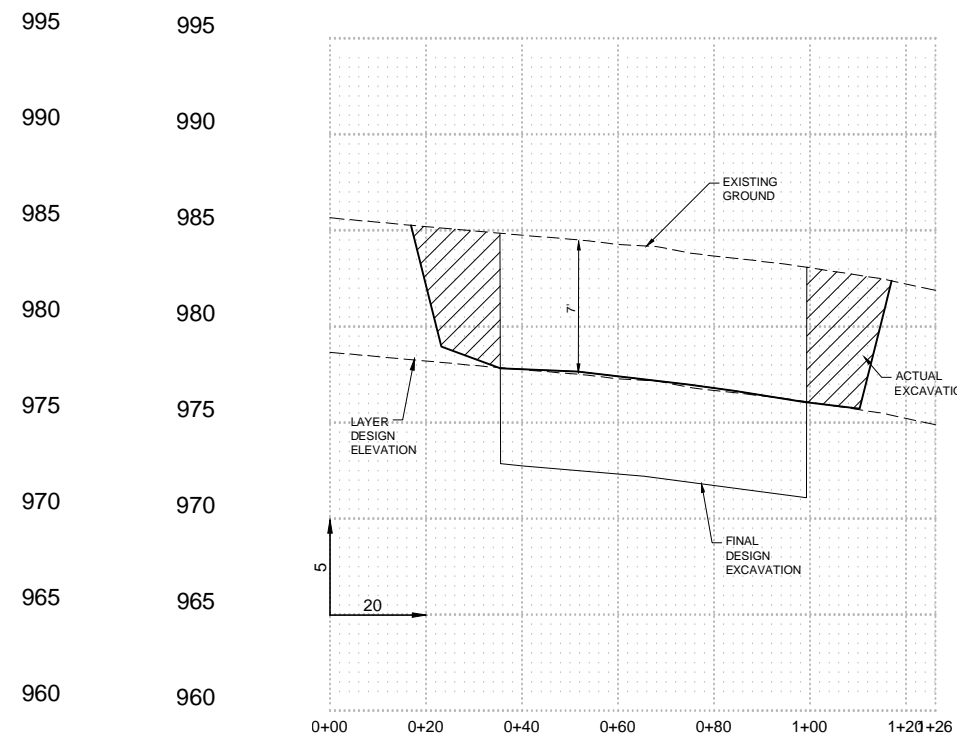 995 995
990 990
EXISTING
GROUND
985 985
980 980
7'
ACTUAL
EXCAVATIO
975 975
LAYER
DESIGN
ELEVATION
970 970
FINAL
DESIGN
EXCAVATION
5
965 965
20
960 960
0+00 0+20 0+40 0+60 0+80 1+00 1+20 1+26